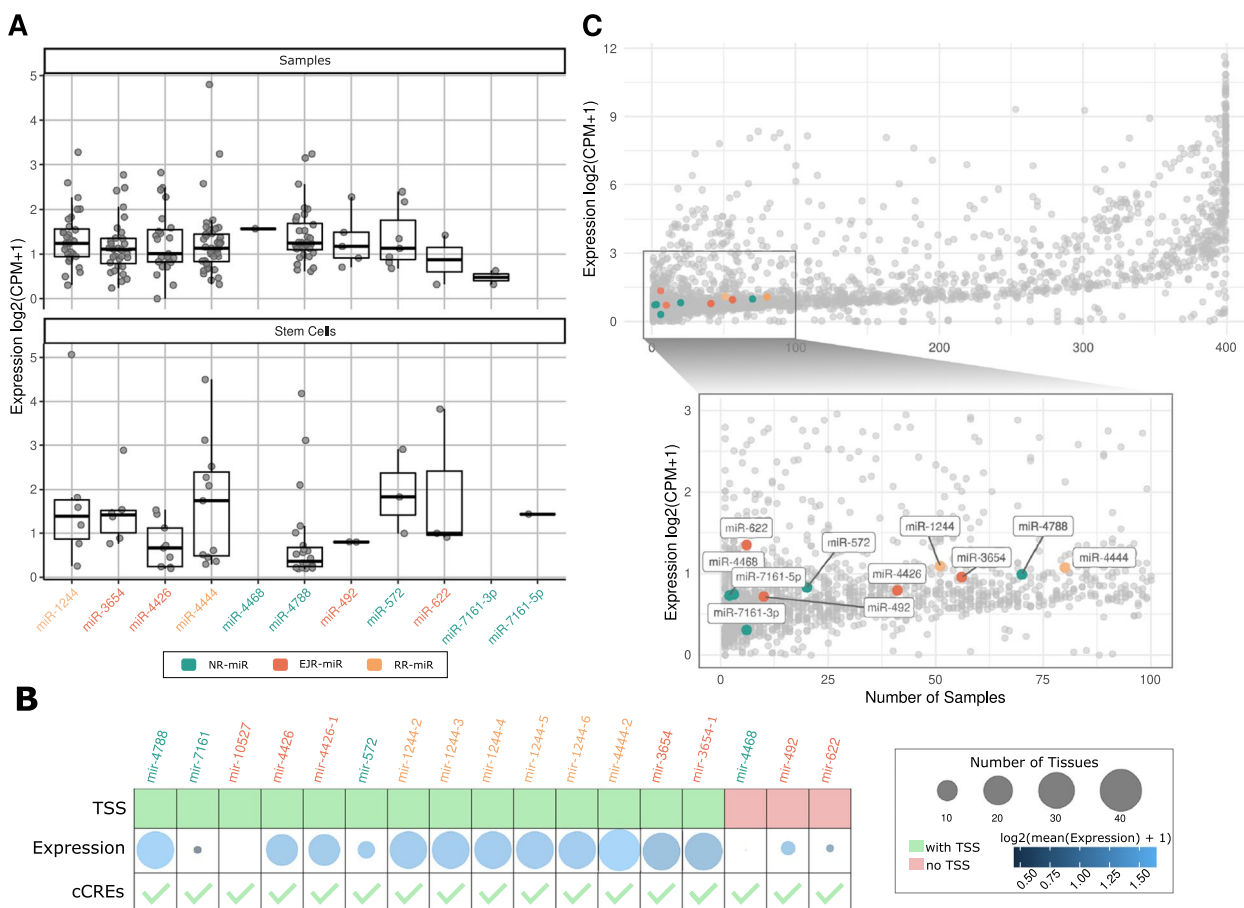 A
Samples
5
4
3
2
1
0
Stem Cells
5
4
3
2
1
0
Expression log2(CPM+1)
miR-1244
miR-3654
miR-4426
miR-4444
miR-4468
miR-4788
miR-492
miR-572
miR-622
miR-7161-3p
miR-7161-5p
NR-miR
EJR-miR
RR-miR
C
12
9
6
3
0
Expression log2(CPM+1)
0
100
200
300
400
3
2
1
0
Expression log2(CPM+1)
miR-622
miR-4468
miR-7161-5p
miR-7161-3p
miR-572
miR-492
miR-4426
miR-1244
miR-3654
miR-4788
miR-4444
0
25
50
75
100
Number of Samples
B
mir-4788
mir-7161
mir-10527
mir-4426
mir-4426-1
mir-572
mir-1244-2
mir-1244-3
mir-1244-4
mir-1244-5
mir-1244-6
mir-4444-2
mir-3654
mir-3654-1
mir-4468
mir-492
mir-622
TSS
Expression
cCREs
Number of Tissues
10
20
30
40
with TSS
no TSS
log2(mean(Expression) + 1)
0.50
0.75
1.00
1.25
1.50